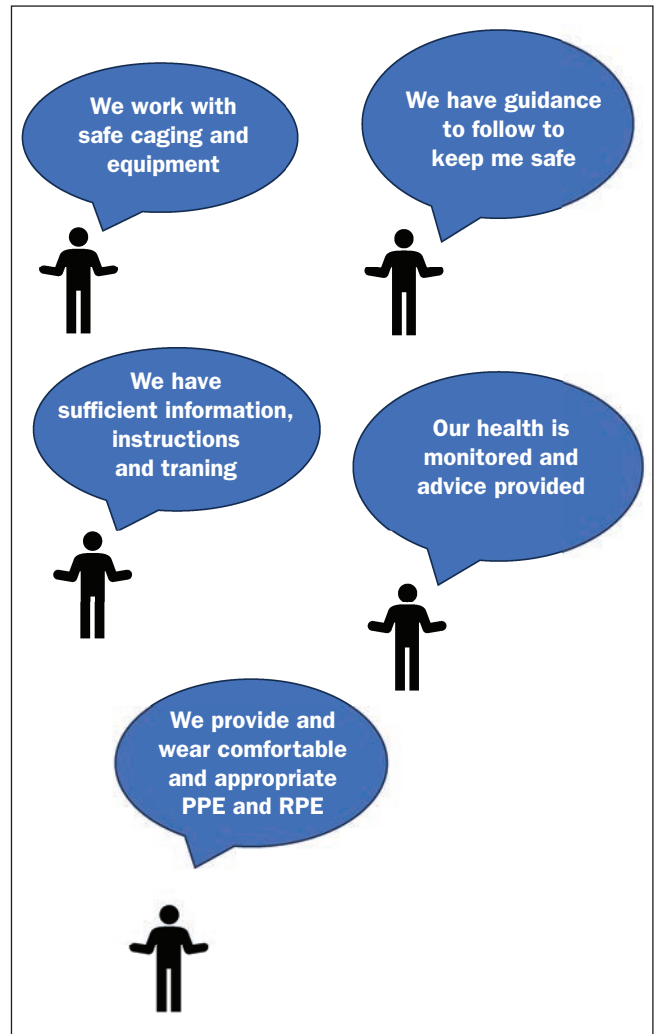 We work with
safe caging and
equipment
We have guidance
to follow to
keep me safe
We have
sufficient information,
instructions
and traning
Our health is
monitored and
advice provided
We provide and
wear comfortable
and appropriate
PPE and RPE